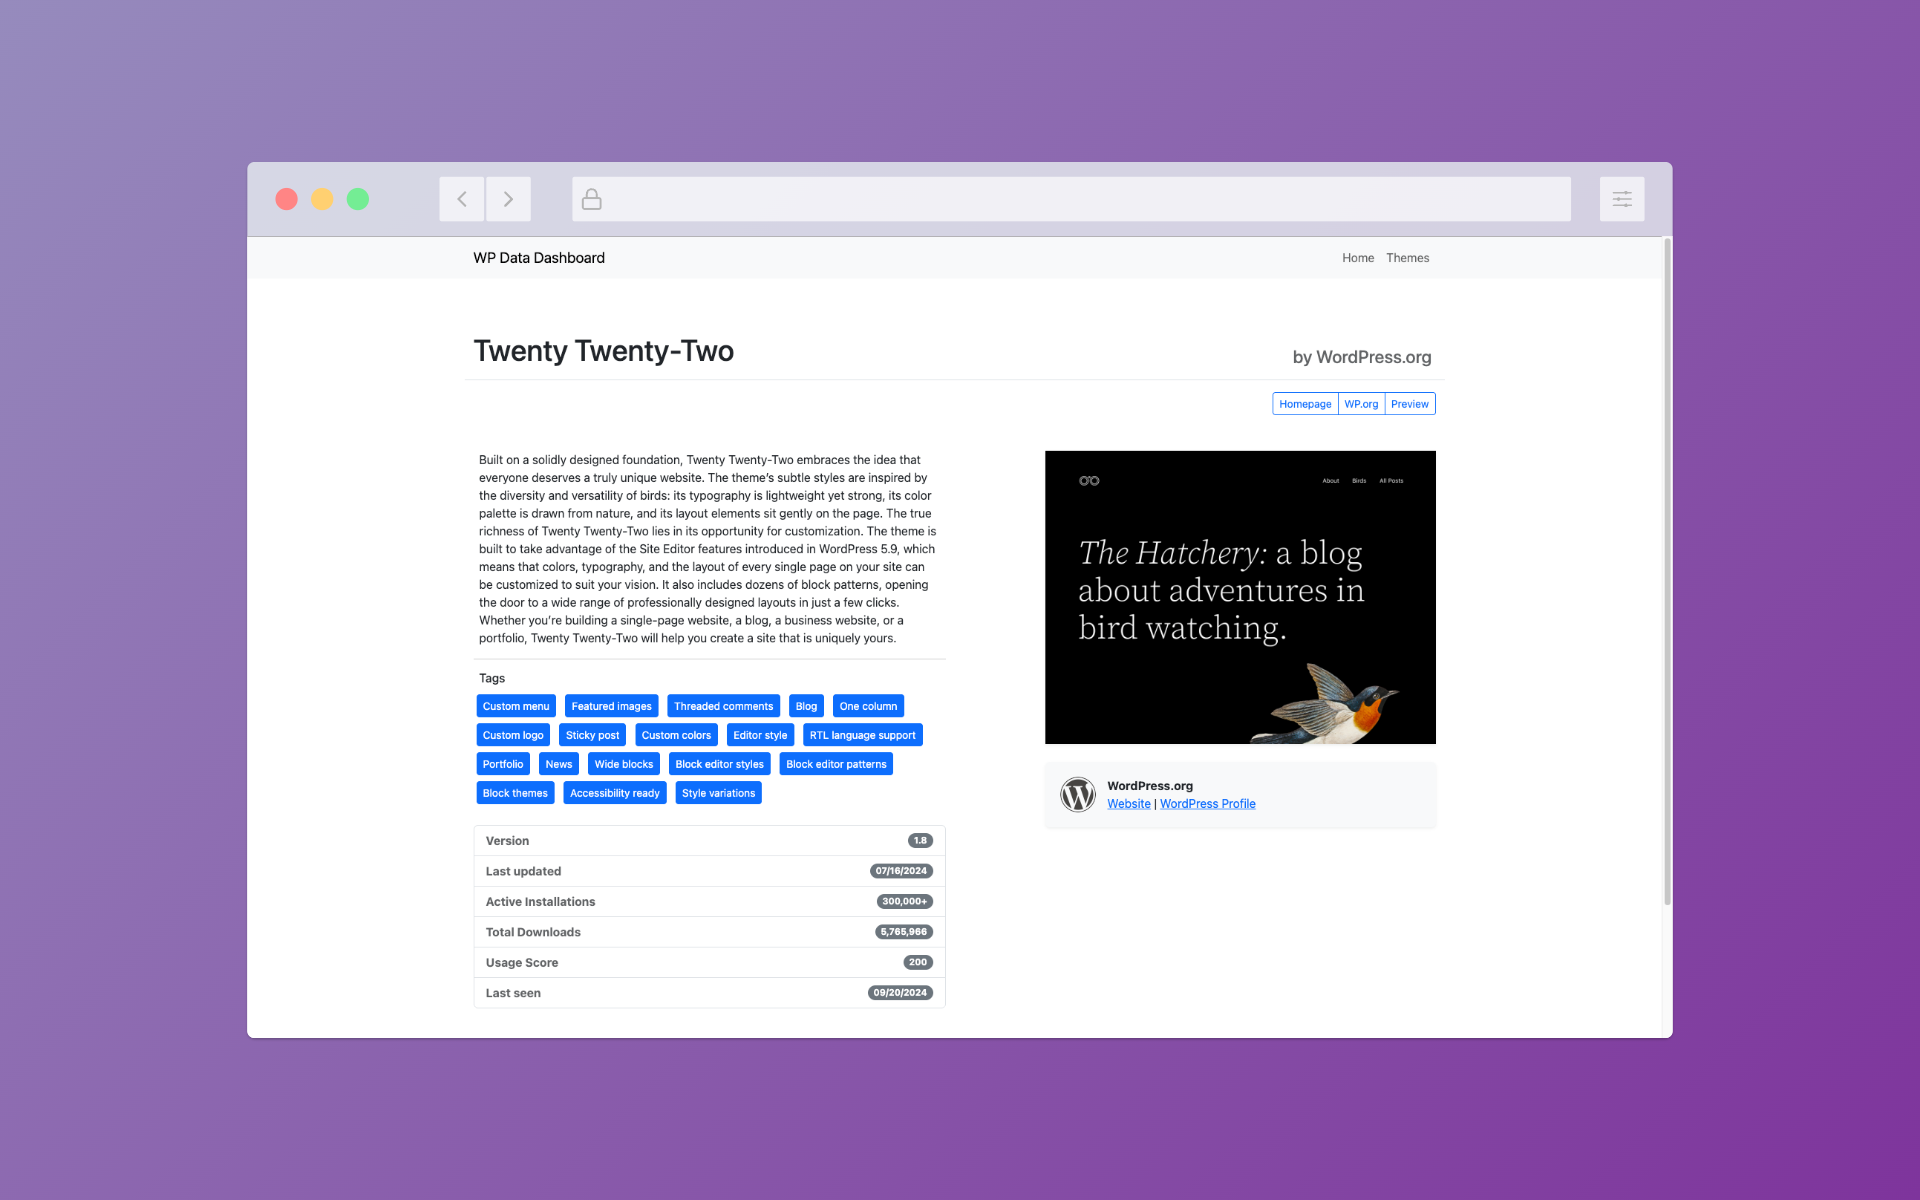 WP Data Dashboard
Home Themes
Twenty Twenty-Two
by WordPress.org
Homepage WP.org Preview
Built on a solidly designed foundation, Twenty Twenty-Two embraces the idea that
everyone deserves a truly unique website. The theme's subtle styles are inspired by
the diversity and versatility of birds: its typography is lightweight yet strong, its color
palette is drawn from nature, and its layout elements sit gently on the page. The true
richness of Twenty Twenty-Two lies in its opportunity for customization. The theme is
built to take advantage of the Site Editor features introduced in WordPress 5.9, which
means that colors, typography, and the layout of every single page on your site can
be customized to suit your vision. It also includes dozens of block patterns, opening
the door to a wide range of professionally designed layouts in just a few clicks.
Whether you're building a single-page website, a blog, a business website, or a
portfolio, Twenty Twenty-Two will help you create a site that is uniquely yours.
Tags
Custom menu Featured images Threaded comments Blog One column
Custom logo Sticky post Custom colors Editor style RTL language support
Portfolio News Wide blocks Block editor styles Block editor patterns
Block themes Accessibility ready Style variations
Version 1.8
Last updated 07/16/2024
Active Installations 300,000+
Total Downloads 5,765,966
Usage Score 200
Last seen 09/20/2024
About Birds All Posts
The Hatchery: a blog
about adventures in
bird watching.
WordPress.org
Website | WordPress Profile